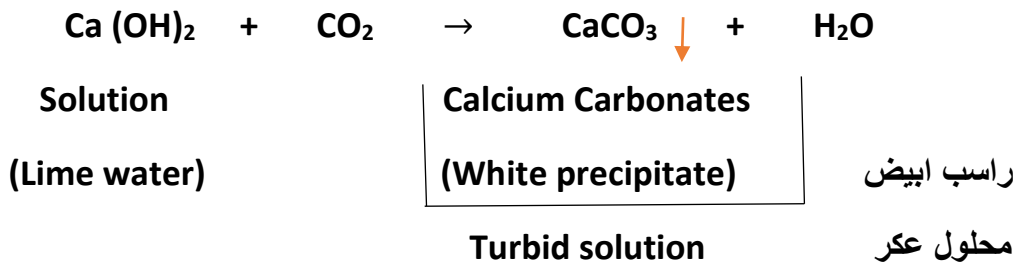 Ca (OH)₂ + CO₂ → CaCO₃ ↓ + H₂O
Solution Calcium Carbonates
(Lime water) (White precipitate) راسب ابيض
Turbid solution محلول عكر